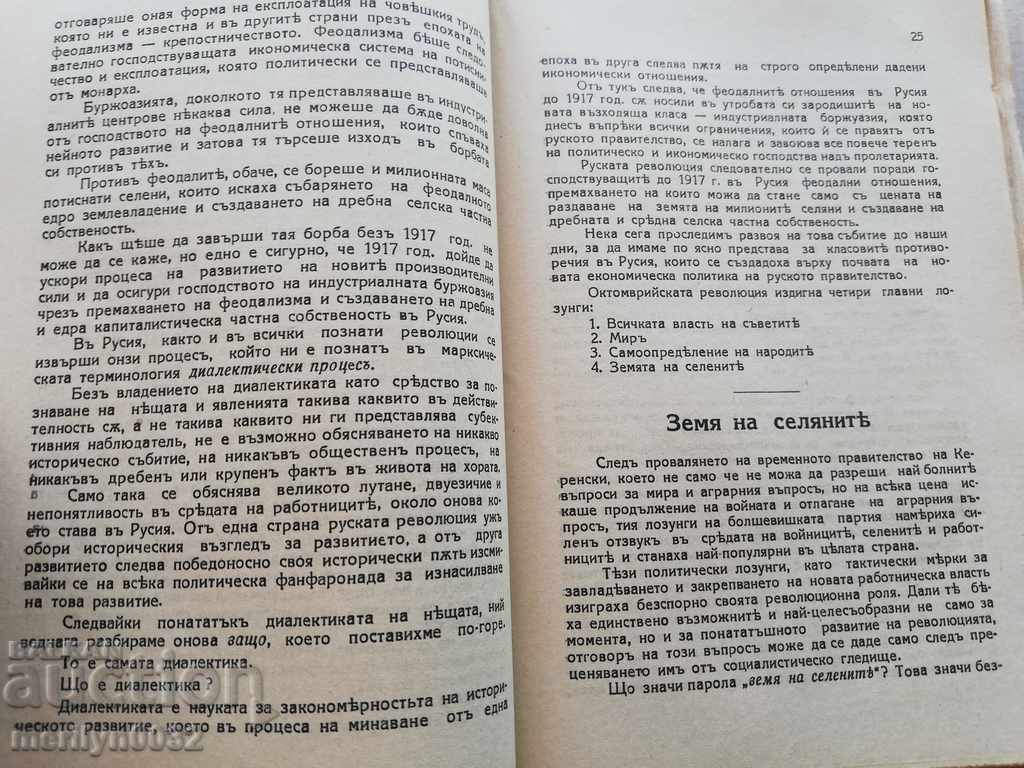 отговаряше оная форма на експлоатация на човѣшкия трудъ,
която ни е известна и въ другитѣ страни презъ епохата на
феодализма — крепостничеството. Феодализма бѣше следо-
вателно господствуващата икономическа система на потисни-
чество и експлоатация, която политически се представляваше
отъ монарха.
Буржоазията, доколкото тя представляваше въ индустри-
алнитѣ центрове нѣкаква сила, не можеше да бѫде доволна
отъ господството на феодалнитѣ отношения, които спъваха
нейното развитие и затова тя търсеше изходъ въ борбата
си противъ тѣхъ.
Противъ феодалитѣ, обаче, се бореше и милионната маса
потиснати селени, които искаха събарянето на феодалното
едро землевладение и създаването на дребна селска частна
собственость.
Какъ щѣше да завърши тая борба безъ 1917 год. не
може да се каже, но едно е сигурно, че 1917 год. дойде да
ускори процеса на развитието на новитѣ производителни
сили и да осигури господството на индустриалната буржоазия
чрезъ премахването на феодализма и създаването на дребна
и едра капиталистическа частна собственость въ Русия.
Въ Русия, както и въ всички познати революции се
извърши онзи процесъ, който ни е познатъ въ марксиче-
ската терминология диалектически процесъ.
Безъ владението на диалектиката като срѣдство за по-
знаване на нѣщата и явленията такива каквито въ действи-
телность сѫ, а не такива каквито ни ги представлява субек-
тивния наблюдатель, не е възможно обясняването на никакво
историческо събитие, на никакъвъ общественъ процесъ, на
никакъвъ дребенъ или крупенъ фактъ въ живота на хората.
Само така се обяснява великото лутане, двуезичие и
непонятливость въ срѣдата на работницитѣ, около онова ко-
ето става въ Русия. Отъ една страна руската революция ужъ
обори историческия възгледъ за развитието, а отъ друга
развитието следва победоносно своя исторически пѫть изсми-
вайки се на всѣка политическа фанфаронада за изнасилване
на това развитие.
Следвайки понататъкъ диалектиката на нѣщата, ний
веднага разбираме онова защо, което поставихме по-горе.
То е самата диалектика.
Що е диалектика?
Диалектиката е науката за закономѣрностьта на истори-
ческото развитие, което въ процеса на минаване отъ една
25
епоха въ друга следва пѫтя на строго опредѣлени дадени
икономически отношения.
Отъ тукъ следва, че феодалнитѣ отношения въ Русия
до 1917 год. сѫ носили въ утробата си зародишитѣ на но-
вата възходяща класа — индустриалната боржуазия, която
днесъ въпрѣки всички ограничения, които ѝ се правятъ отъ
руското правителство, се налага и завоюва все повече теренъ
на политическо и икономическо господства надъ пролетарията.
Руската революция следователно се провали поради го-
сподствуващитѣ до 1917 г. въ Русия феодални отношения,
премахването на които можа да стане само съ цената на
раздаване на земята на милионитѣ селяни и създаване на
дребната и срѣдна селска частна собственость.
Нека сега прослeдимъ развоя на това събитие до наши
дни, за да имаме по ясно представа за класовитѣ противо-
речия въ Русия, които се създадоха върху почвата на но-
вата економическа политика на руското правителство.
Октомврийската революция издигна четири главни ло-
зунги:
1. Всичката власть на съветитѣ
2. Миръ
3. Самоопредѣление на народитѣ
4. Земята на селенитѣ
Земя на селянитѣ
Следъ провалянето на временното правителство на Ке-
ренски, което не само че не можа да разреши най болнитѣ
въпроси за мира и аграрния въпросъ, но на всѣка цена ис-
каше продължение на войната и отлагане на аграрния въ-
просъ, тия лозунги на болшевишката партия намѣриха си-
ленъ отзвукъ въ срѣдата на войницитѣ, селенитѣ и работ-
ницитѣ и станаха най-популярни въ цѣлата страна.
Тѣзи политически лозунги, като тактически мѣрки за
завладѣването и закрепването на новата работническа власть
изиграха безспорно своята революционна роля. Дали тѣ бѣ-
ха единствено възможнитѣ и най-целесъобразни не само за
момента, но и за понататъшното развитие на революцията,
отговоръ на този въпросъ може да се даде само следъ пре-
ценяването имъ отъ социалистическо гледище.
Що значи парола „земя на селенитѣ“? Това значи без-
БАЛКАН
auction
merilyn0032